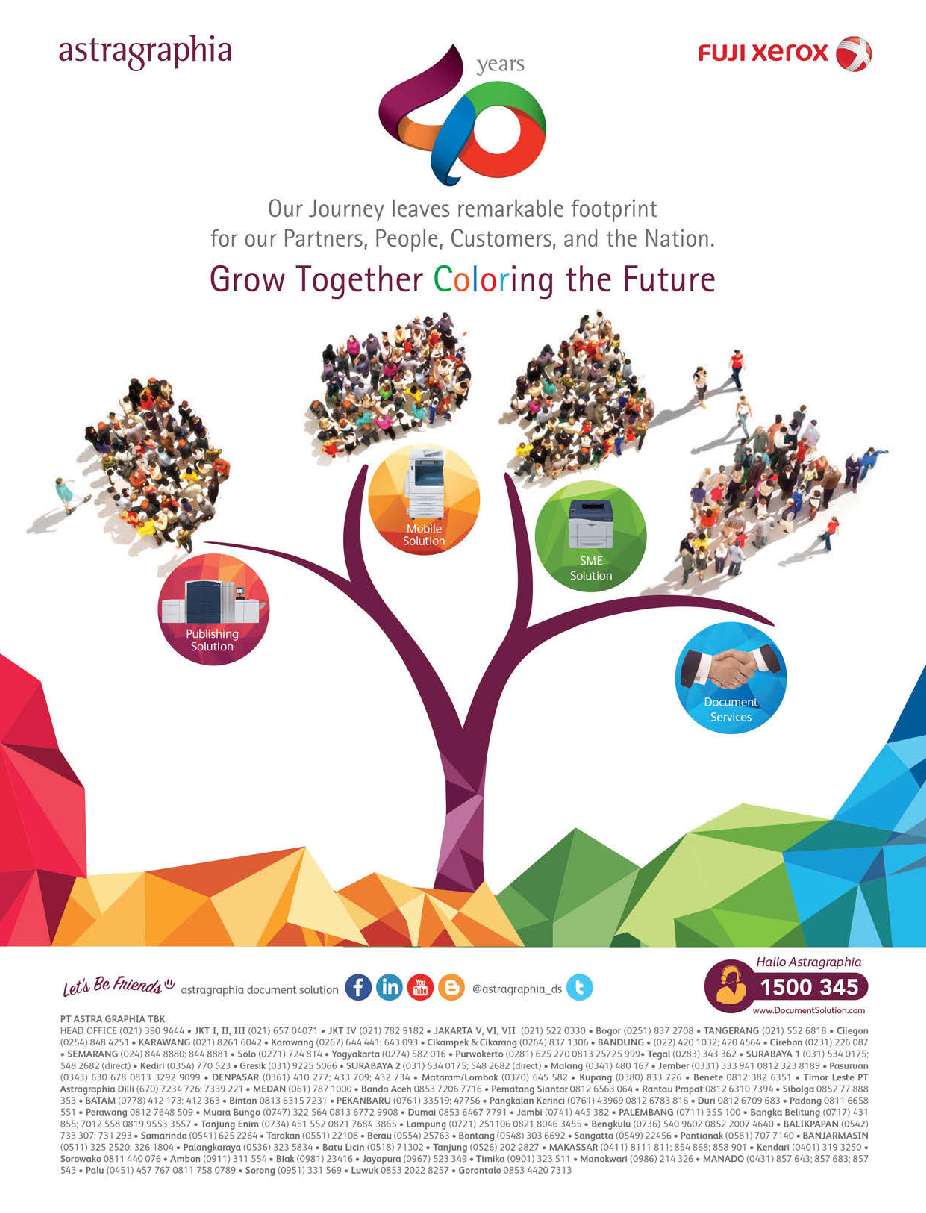 astragraphia
FUJI xerox
40 years
Our Journey leaves remarkable footprint
for our Partners, People, Customers, and the Nation.
Grow Together Coloring the Future
Mobile
Solution
SME
Solution
Publishing
Solution
Document
Services
Let's Be Friends
astragraphia document solution
f
in
You
Tube
@astragraphia_ds
Hallo Astragraphia
1500 345
www.DocumentSolution.com
PT ASTRA GRAPHIA TBK
HEAD OFFICE (021) 390 9444 • JKT I, II, III (021) 657 04071 • JKT IV (021) 782 9182 • JAKARTA V, VI, VII (021) 522 0330 • Bogor (0251) 837 2708 • TANGERANG (021) 552 6818 • Cilegon
(0254) 848 4251 • KARAWANG (021) 8261 6042 • Karawang (0267) 644 441; 643 093 • Cikampek & Cikarang (0264) 837 1306 • BANDUNG • (022) 420 1002; 420 4564 • Cirebon (0231) 226 087
• SEMARANG (024) 844 8880; 844 8881 • Solo (0271) 724 814 • Yogyakarta (0274) 582 016 • Purwokerto (0281) 625 270 0813 25725 999 • Tegal (0283) 343 362 • SURABAYA 1 (031) 534 0175;
548 2682 (direct) • Kediri (0354) 770 523 • Gresik (031) 9225 5066 • SURABAYA 2 (031) 534 0175; 548 2682 (direct) • Malang (0341) 480 167 • Jember (0331) 333 941 0812 323 8189 • Pasuruan
(0343) 630 678 0813 3292 9099 • DENPASAR (0361) 410 277; 433 709; 432 734 • Mataram/Lombok (0370) 645 582 • Kupang (0380) 833 726 • Benete 0812 382 6351 • Timor Leste PT
Astragraphia Dilli (670) 7234 726; 7339 221 • MEDAN (061) 787 1000 • Banda Aceh 0853 7206 7716 • Pematang Siantar 0812 6563 064 • Rantau Prapat 0812 6310 7394 • Sibolga 0852 77 888
353 • BATAM (0778) 412 173; 412 363 • Bintan 0813 6315 7231 • PEKANBARU (0761) 33519; 47756 • Pangkalan Kerinci (0761) 43969 0812 6783 816 • Duri 0812 6709 683 • Padang 0811 6658
551 • Perawang 0812 7648 509 • Muara Bungo (0747) 322 564 0813 6772 9908 • Dumai 0853 6467 7791 • Jambi (0741) 445 382 • PALEMBANG (0711) 355 100 • Bangka Belitung (0717) 431
855; 7012 558 0819 9553 3557 • Tanjung Enim (0734) 451 552 0821 7684 3865 • Lampung (0721) 251106 0821 8046 3455 • Bengkulu (0736) 540 9602 0852 2002 4640 • BALIKPAPAN (0542)
733 307; 731 293 • Samarinda (0541) 625 2284 • Tarakan (0551) 22108 • Berau (0554) 25763 • Bontang (0548) 303 6692 • Sangatta (0549) 22456 • Pontianak (0561) 707 7140 • BANJARMASIN
(0511) 325 2520; 326 1804 • Palangkaraya (0536) 323 5834 • Batu Licin (0518) 71302 • Tanjung (0526) 202 2827 • MAKASSAR (0411) 8111 811; 854 868; 858 901 • Kendari (0401) 319 3250 •
Sorowako 0811 440 076 • Ambon (0911) 311 554 • Biak (0981) 23416 • Jayapura (0967) 523 349 • Timika (0901) 323 511 • Manokwari (0986) 214 326 • MANADO (0431) 857 643; 857 683; 857
543 • Palu (0451) 457 767 0811 758 0789 • Sorong (0951) 331 569 • Luwuk 0853 2022 8257 • Gorontalo 0853 4420 7313